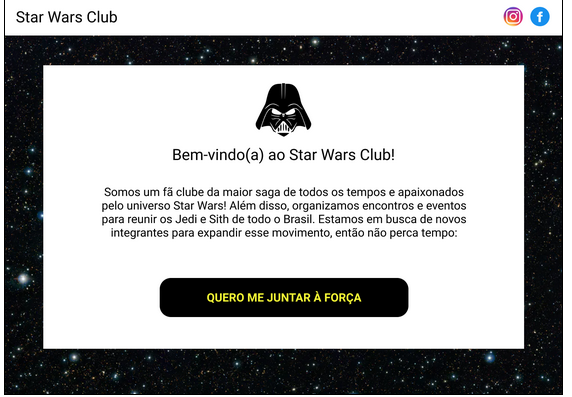 Star Wars Club
Bem-vindo(a) ao Star Wars Club!
Somos um fã clube da maior saga de todos os tempos e apaixonados
pelo universo Star Wars! Além disso, organizamos encontros e eventos
para reunir os Jedi e Sith de todo o Brasil. Estamos em busca de novos
integrantes para expandir esse movimento, então não perca tempo:
QUERO ME JUNTAR À FORÇA